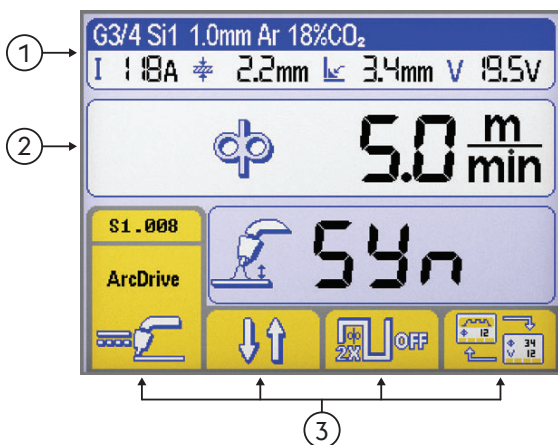 G3/4 Si1 1.0mm Ar 18%CO₂
I 118A 2.2mm 3.4mm V 19.5V
1
2
5.0 m/min
S1.008
ArcDrive
Syn
2X OFF
12
34
V 12
3